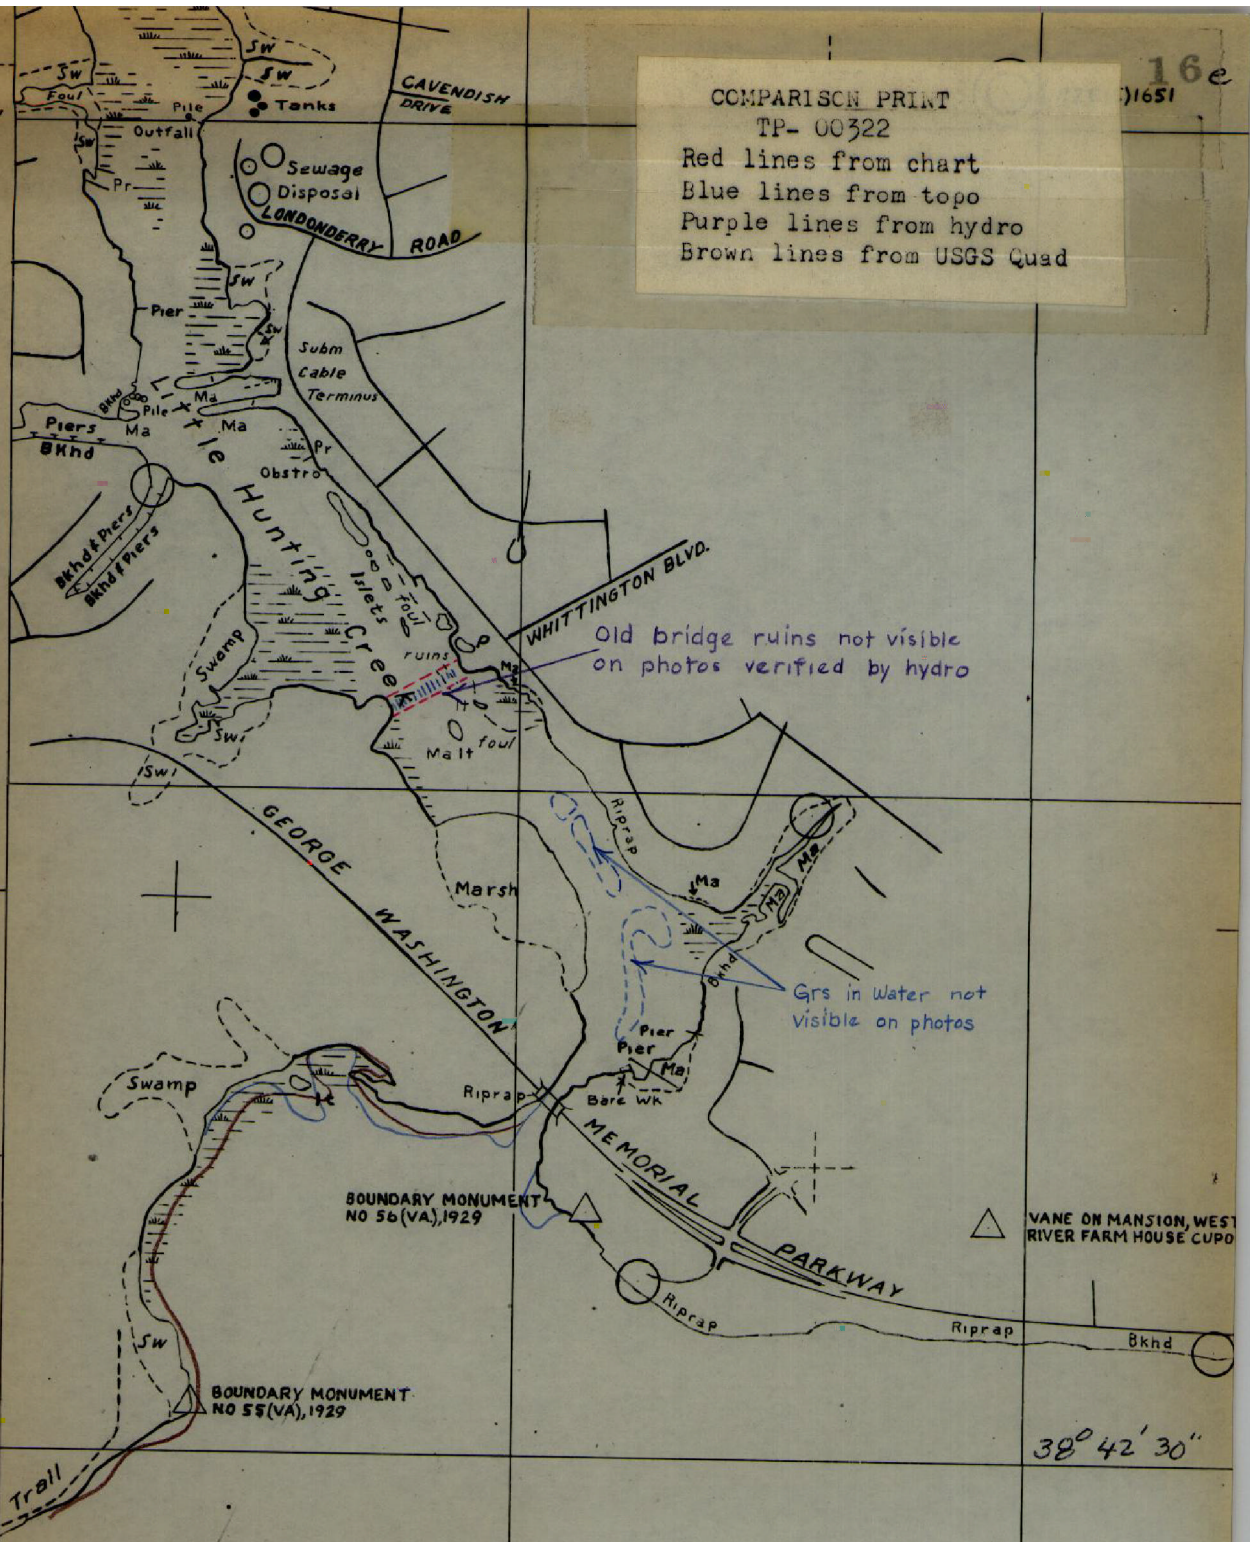 16e
)1651
COMPARISON PRINT
TP- 00322
Red lines from chart
Blue lines from topo
Purple lines from hydro
Brown lines from USGS Quad
SW
SW
SW
Foul
SW
Pile
Outfall
Tanks
CAVENDISH
DRIVE
Pr
Sewage
Disposal
LONDONDERRY ROAD
SW
Pier
SW
Subm
Cable
Terminus
BKhd
Pile
Ma
Ma
Ma
Piers
BKhd
Little Hunting Creek
Pr
Obstrn
Bkhd & Piers
Bkhd & Piers
Islets
foul
Swamp
ruins
WHITTINGTON BLVD.
Old bridge ruins not visible
on photos verified by hydro
Ma
SW
SW
Malt
foul
GEORGE WASHINGTON MEMORIAL PARKWAY
Riprap
Marsh
Ma
Ma
Ma
Bkhd
Grs in Water not
visible on photos
Pier
Pier
Ma
Bare Wk
Riprap
Swamp
BOUNDARY MONUMENT
NO 56(VA),1929
VANE ON MANSION, WEST
RIVER FARM HOUSE CUPO
Riprap
Riprap
Bkhd
SW
BOUNDARY MONUMENT
NO 55(VA),1929
38° 42' 30"
Trail